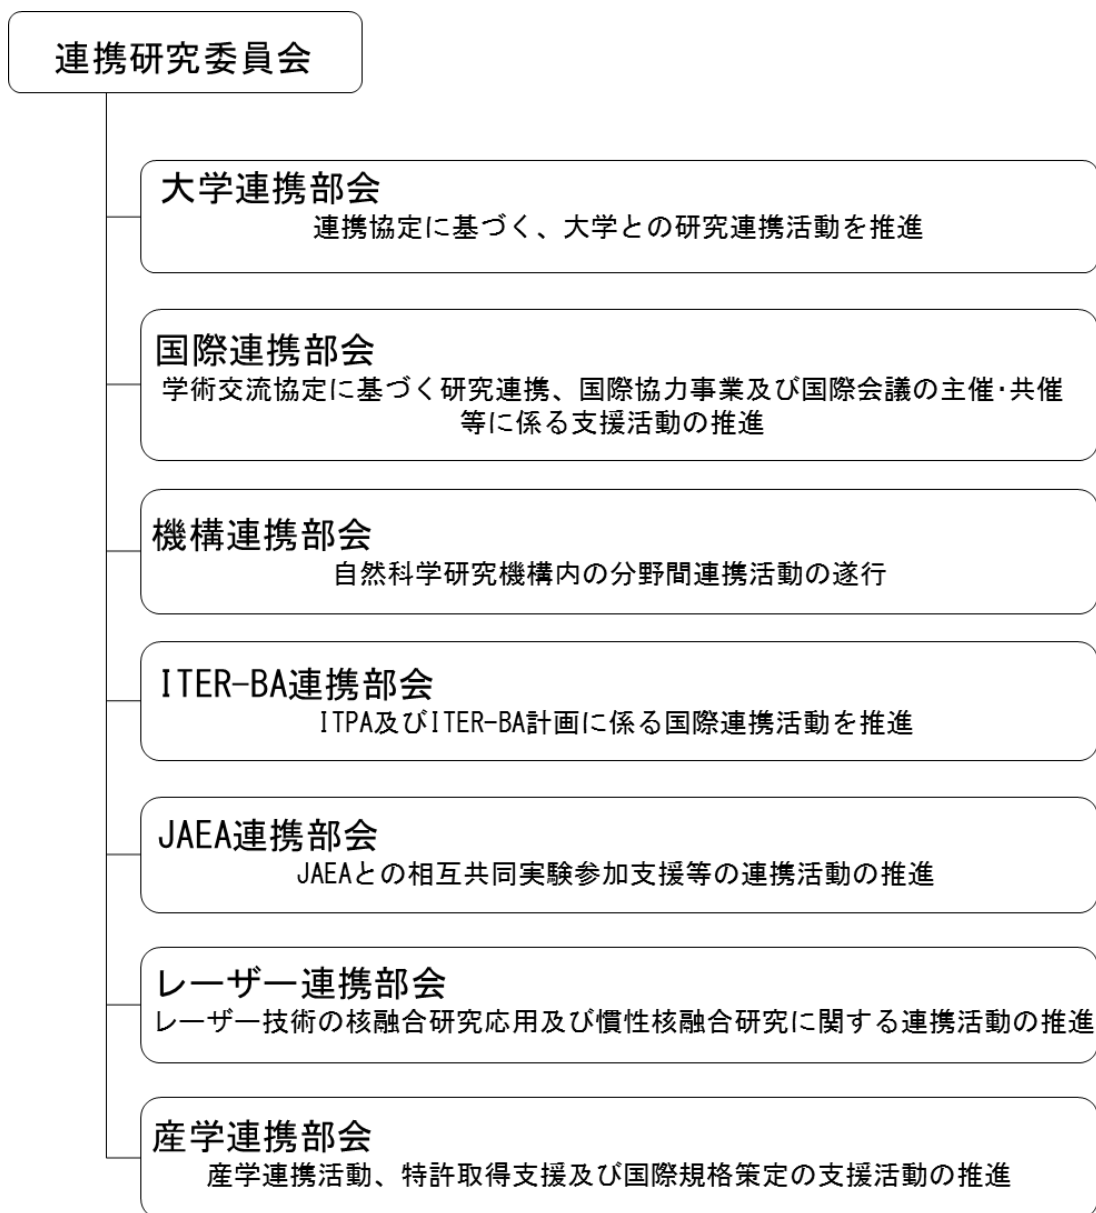 連携研究委員会
大学連携部会
連携協定に基づく、大学との研究連携活動を推進
国際連携部会
学術交流協定に基づく研究連携、国際協力事業及び国際会議の主催･共催
等に係る支援活動の推進
機構連携部会
自然科学研究機構内の分野間連携活動の遂行
ITER-BA連携部会
ITPA及びITER-BA計画に係る国際連携活動を推進
JAEA連携部会
JAEAとの相互共同実験参加支援等の連携活動の推進
レーザー連携部会
レーザー技術の核融合研究応用及び慣性核融合研究に関する連携活動の推進
産学連携部会
産学連携活動、特許取得支援及び国際規格策定の支援活動の推進